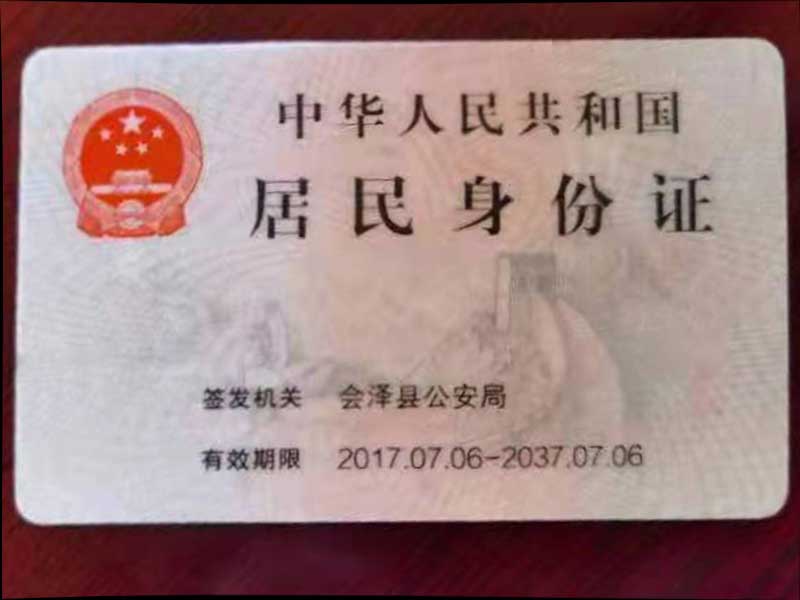 中华人民共和国
居民身份证
签发机关 会泽县公安局
有效期限 2017.07.06-2037.07.06